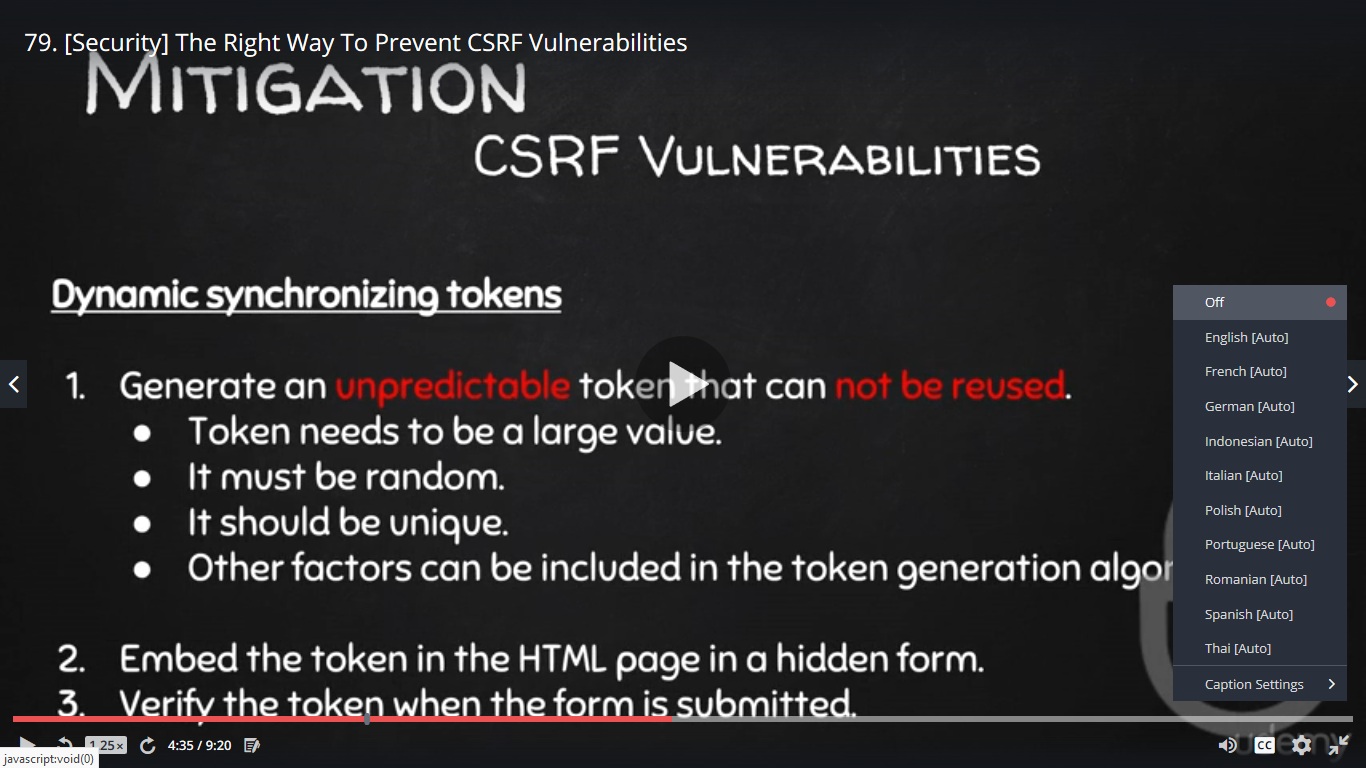 79. [Security] The Right Way To Prevent CSRF Vulnerabilities
MITIGATION
CSRF VULNERABILITIES
Dynamic synchronizing tokens
1. Generate an unpredictable token that can not be reused.
● Token needs to be a large value.
● It must be random.
● It should be unique.
● Other factors can be included in the token generation algor
2. Embed the token in the HTML page in a hidden form.
3. Verify the token when the form is submitted.
Off
English [Auto]
French [Auto]
German [Auto]
Indonesian [Auto]
Italian [Auto]
Polish [Auto]
Portuguese [Auto]
Romanian [Auto]
Spanish [Auto]
Thai [Auto]
Caption Settings
1.25x
4:35 / 9:20
CC
udemy
javascript:void(0)